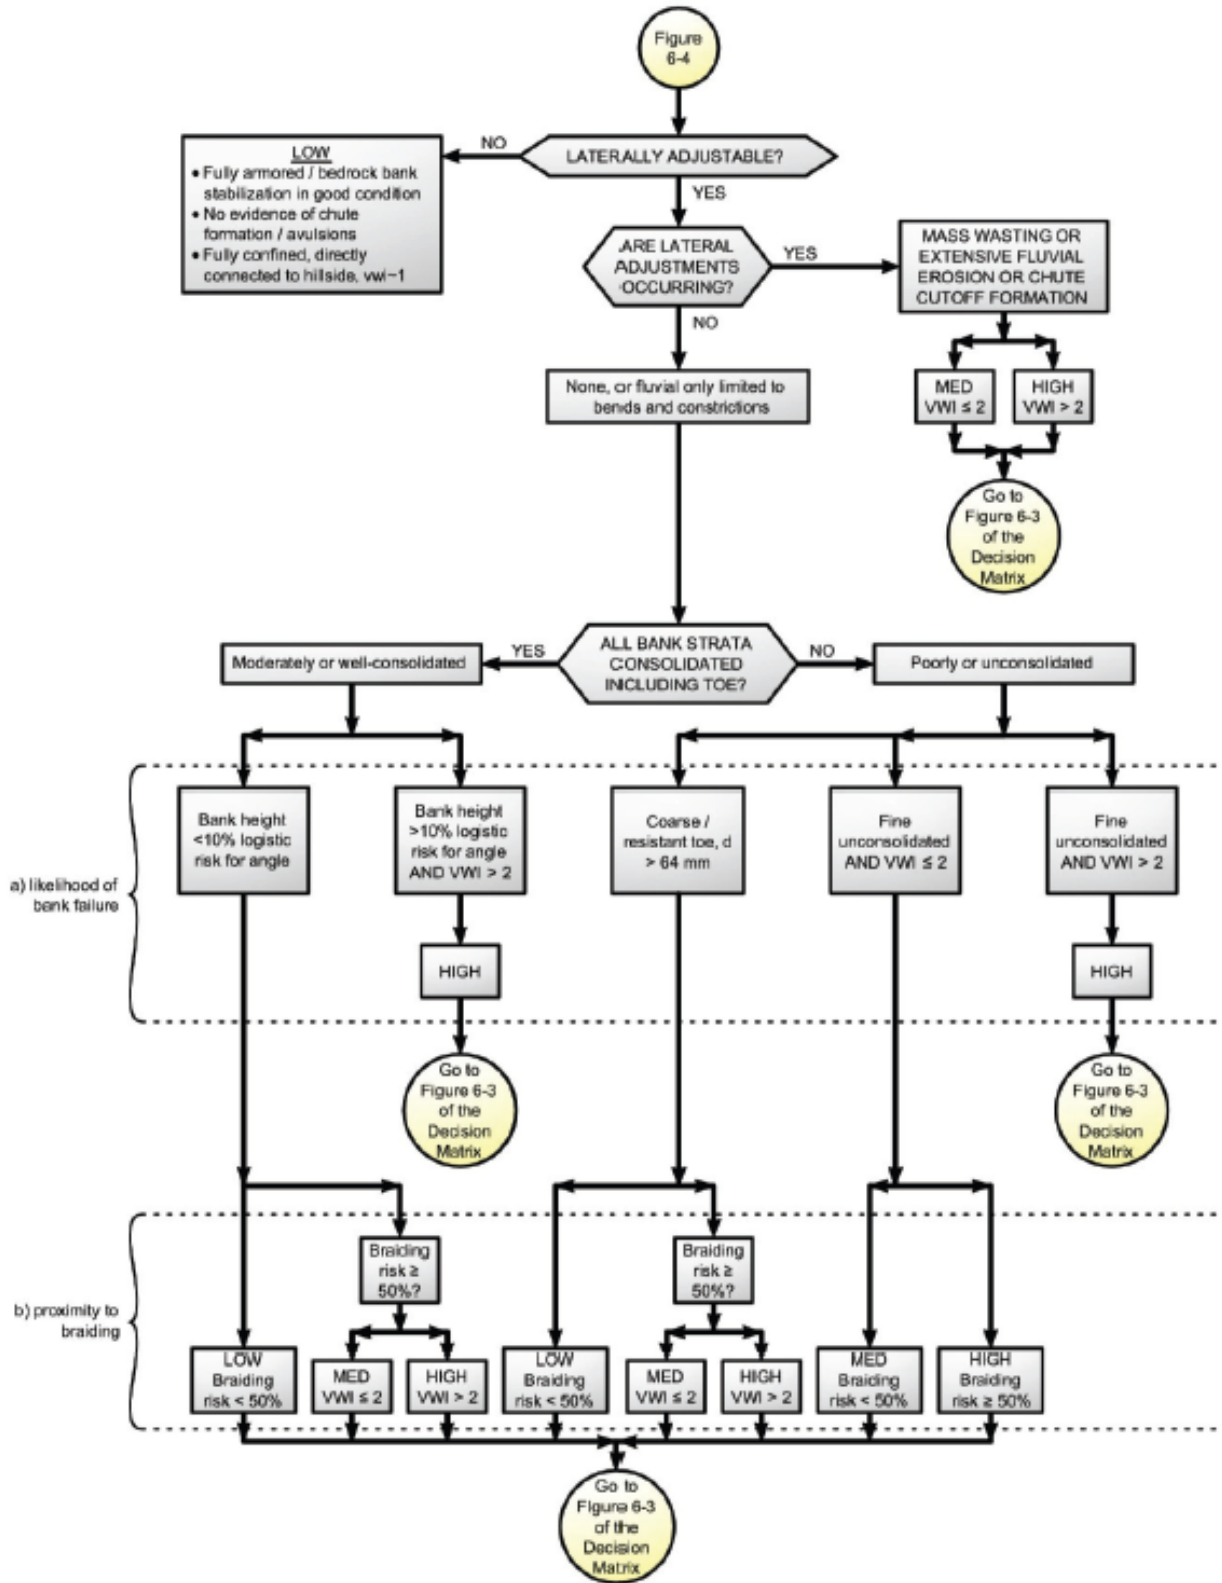 Figure
6-4
LATERALLY ADJUSTABLE?
NO
LOW
• Fully armored / bedrock bank
stabilization in good condition
• No evidence of chute
formation / avulsions
• Fully confined, directly
connected to hillside, vwi~1
YES
ARE LATERAL
ADJUSTMENTS
OCCURRING?
YES
MASS WASTING OR
EXTENSIVE FLUVIAL
EROSION OR CHUTE
CUTOFF FORMATION
NO
MED
VWI ≤ 2
HIGH
VWI > 2
None, or fluvial only limited to
bends and constrictions
Go to
Figure 6-3
of the
Decision
Matrix
ALL BANK STRATA
CONSOLIDATED
INCLUDING TOE?
YES
Moderately or well-consolidated
NO
Poorly or unconsolidated
a) likelihood of
bank failure
Bank height
<10% logistic
risk for angle
Bank height
>10% logistic
risk for angle
AND VWI > 2
Coarse /
resistant toe, d
> 64 mm
Fine
unconsolidated
AND VWI ≤ 2
Fine
unconsolidated
AND VWI > 2
HIGH
HIGH
Go to
Figure 6-3
of the
Decision
Matrix
Go to
Figure 6-3
of the
Decision
Matrix
b) proximity to
braiding
Braiding
risk ≥
50%?
Braiding
risk ≥
50%?
LOW
Braiding
risk < 50%
MED
VWI ≤ 2
HIGH
VWI > 2
LOW
Braiding
risk < 50%
MED
VWI ≤ 2
HIGH
VWI > 2
MED
Braiding
risk < 50%
HIGH
Braiding
risk ≥ 50%
Go to
Figure 6-3
of the
Decision
Matrix